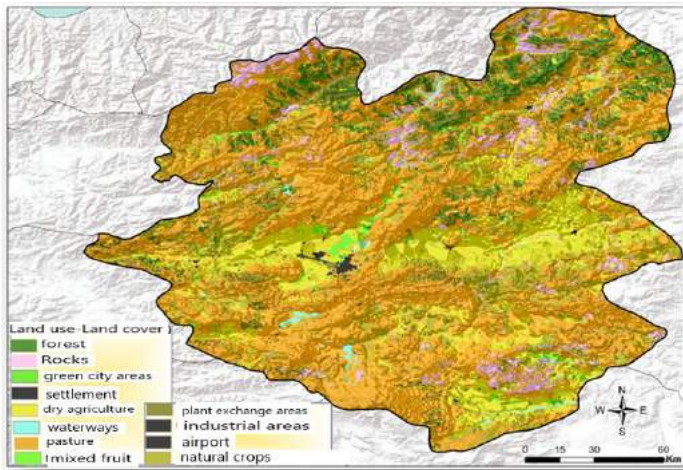 Land use-Land cover
forest
Rocks
green city areas
settlement
dry agriculture
waterways
pasture
mixed fruit
plant exchange areas
industrial areas
airport
natural crops
N
W E
S
0 15 30 60
Km